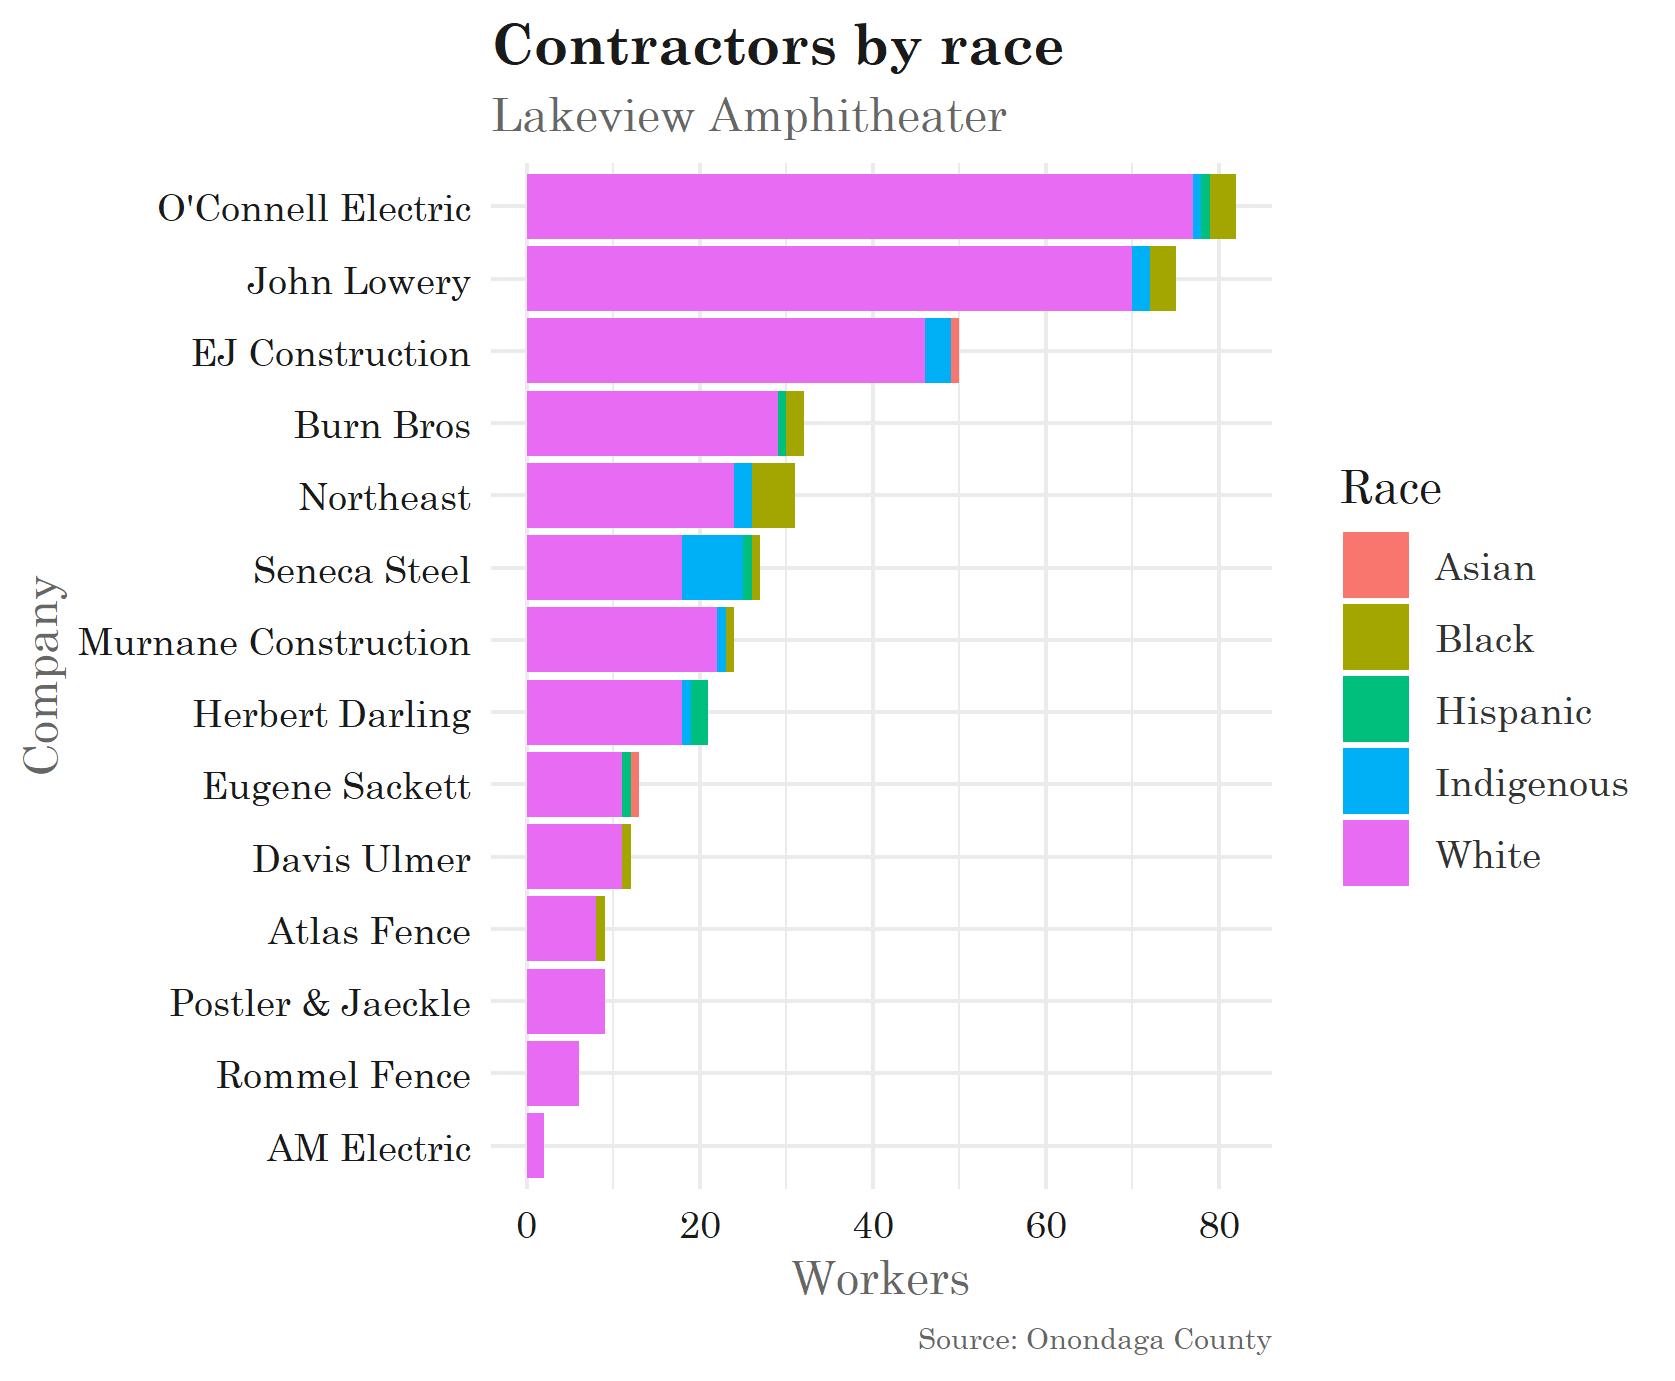 Contractors by race
Lakeview Amphitheater
Company
O'Connell Electric
John Lowery
EJ Construction
Burn Bros
Northeast
Seneca Steel
Murnane Construction
Herbert Darling
Eugene Sackett
Davis Ulmer
Atlas Fence
Postler & Jaeckle
Rommel Fence
AM Electric
0 20 40 60 80
Workers
Race
Asian
Black
Hispanic
Indigenous
White
Source: Onondaga County